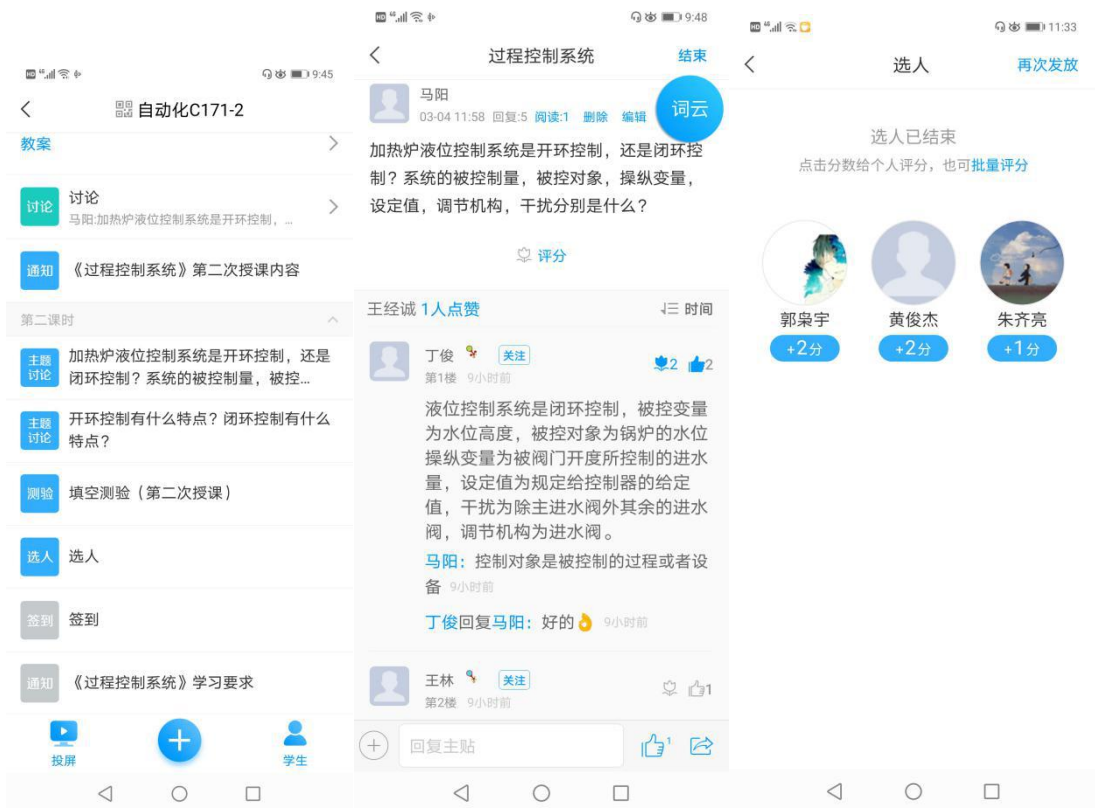 9:45
自动化C171-2
教案
讨论
讨论
马阳:加热炉液位控制系统是开环控制，...
通知
《过程控制系统》第二次授课内容
第二课时
主题
讨论
加热炉液位控制系统是开环控制，还是
闭环控制？系统的被控制量，被控...
主题
讨论
开环控制有什么特点？闭环控制有什么
特点？
测验
填空测验（第二次授课）
选人
选人
签到
签到
通知
《过程控制系统》学习要求
投屏
学生
9:48
过程控制系统
结束
马阳
03-04 11:58 回复:5 阅读:1 删除 编辑
词云
加热炉液位控制系统是开环控制，还是闭环控
制？系统的被控制量，被控对象，操纵变量，
设定值，调节机构，干扰分别是什么？
评分
王经诚 1人点赞
时间
丁俊 关注
第1楼 9小时前
2 2
液位控制系统是闭环控制，被控变量
为水位高度，被控对象为锅炉的水位
操纵变量为被阀门开度所控制的进水
量，设定值为规定给控制器的给定
值，干扰为除主进水阀外其余的进水
阀，调节机构为进水阀。
马阳：控制对象是被控制的过程或者设
备 9小时前
丁俊回复马阳：好的👌 9小时前
王林 关注
第2楼 9小时前
1
回复主贴
1
11:33
选人
再次发放
选人已结束
点击分数给个人评分，也可批量评分
郭枭宇
黄俊杰
朱齐亮
+2分
+2分
+1分